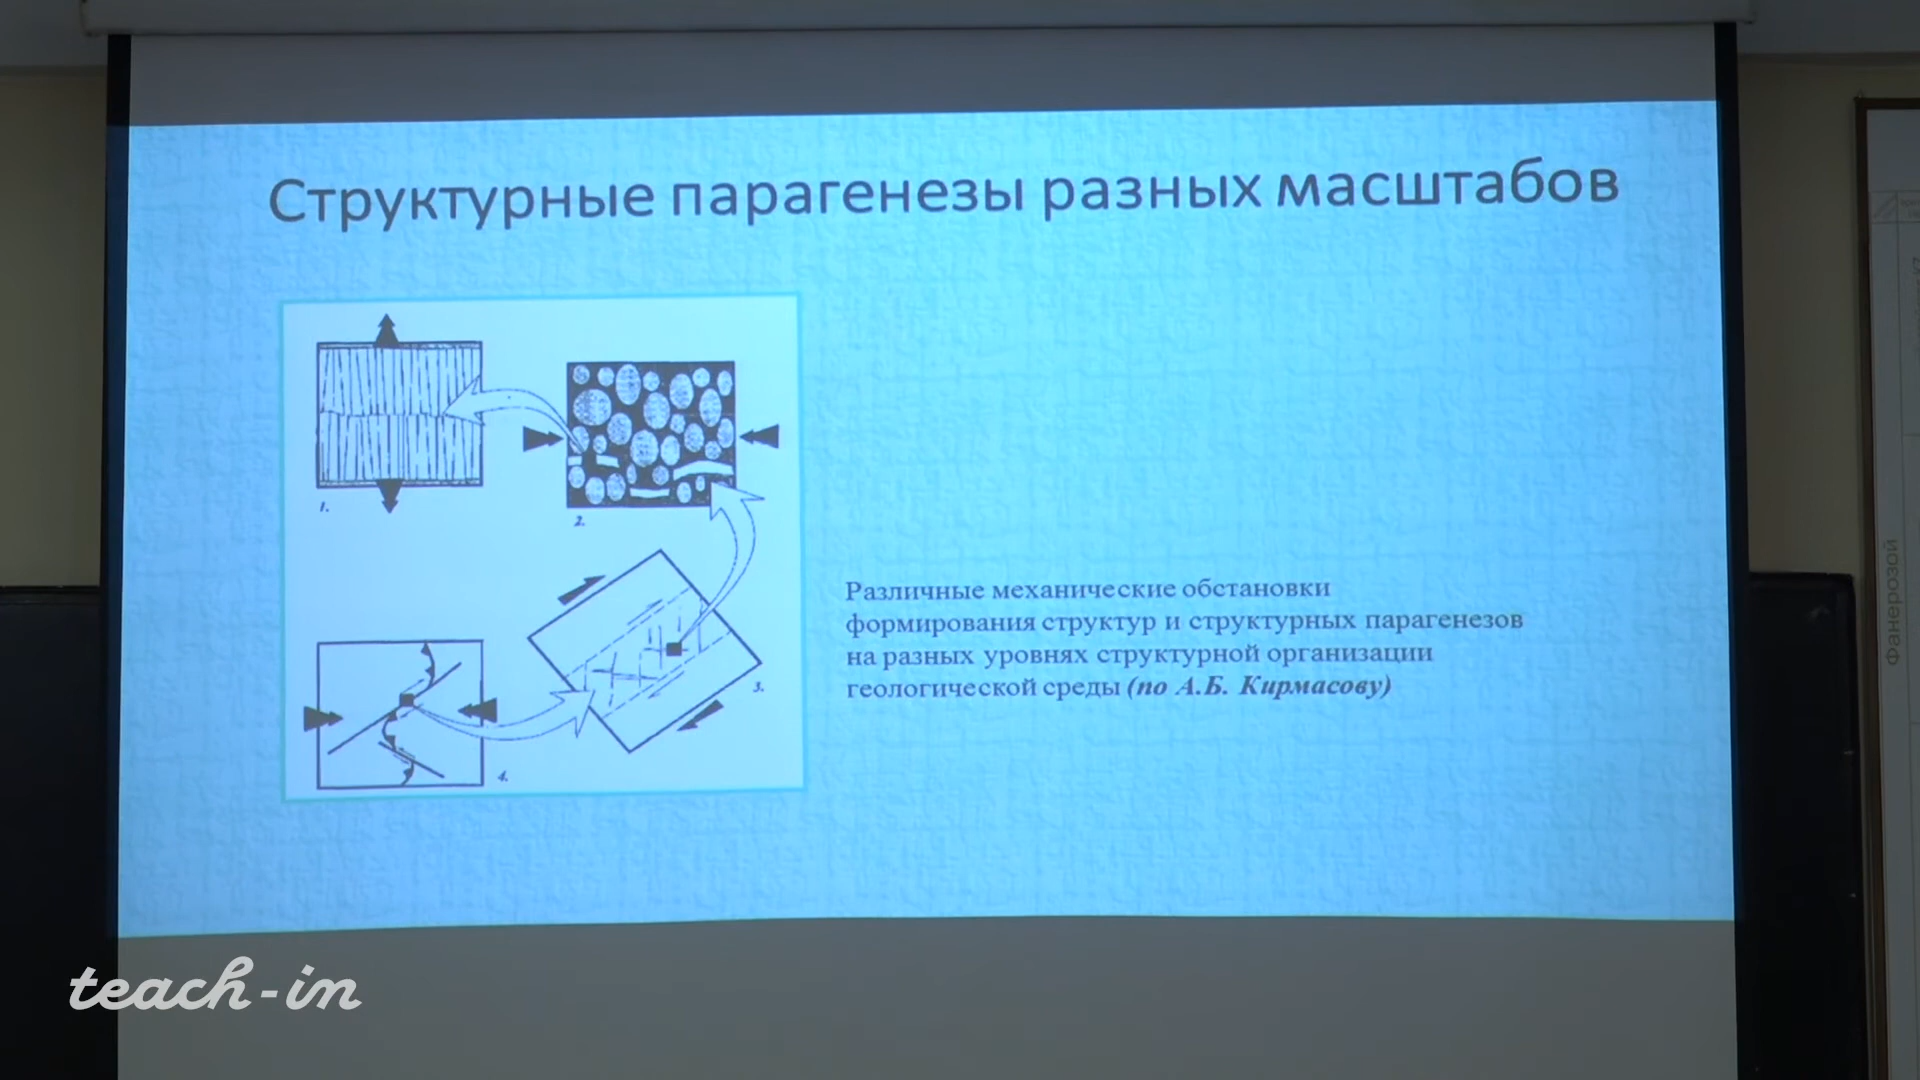 Структурные парагенезы разных масштабов
1.
2.
3.
4.
Различные механические обстановки
формирования структур и структурных парагенезов
на разных уровнях структурной организации
геологической среды (по А.Б. Кирмасову)
Фанерозой
teach-in